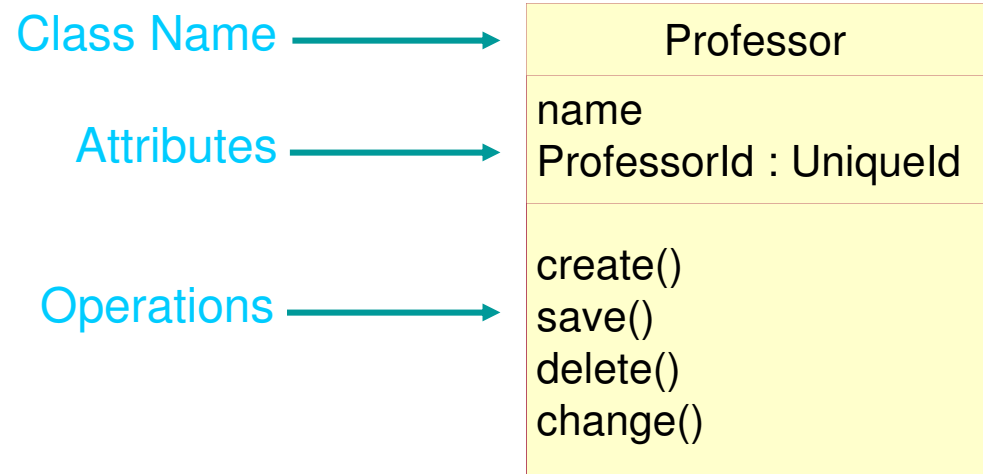 Class Name
Professor
Attributes
name
ProfessorId : UniqueId
Operations
create()
save()
delete()
change()